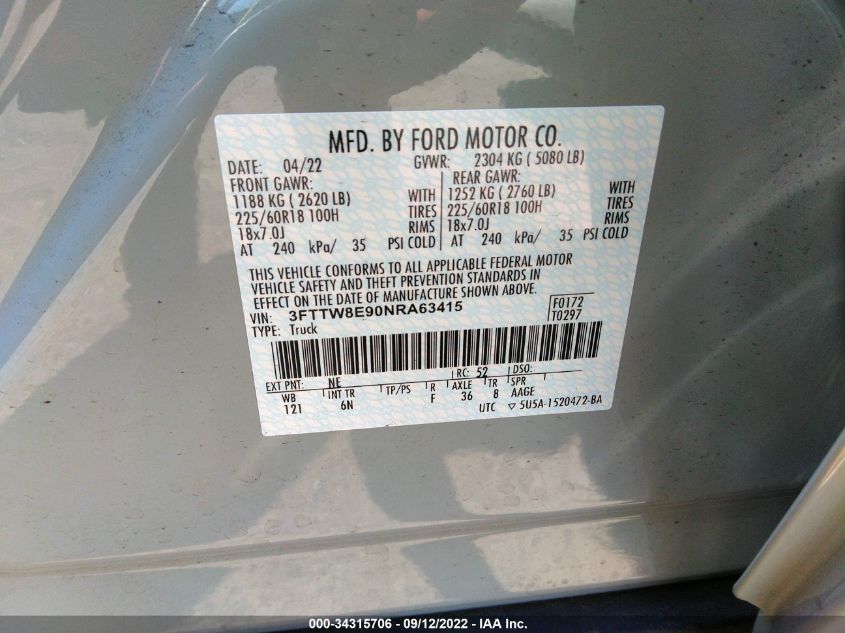 MFD. BY FORD MOTOR CO.
DATE: 04/22 GVWR: 2304 KG ( 5080 LB)
FRONT GAWR: REAR GAWR:
1188 KG ( 2620 LB) WITH 1252 KG ( 2760 LB) WITH
225/60R18 100H TIRES 225/60R18 100H TIRES
18x7.0J RIMS 18x7.0J RIMS
AT 240 kPa/ 35 PSI COLD AT 240 kPa/ 35 PSI COLD
THIS VEHICLE CONFORMS TO ALL APPLICABLE FEDERAL MOTOR
VEHICLE SAFETY AND THEFT PREVENTION STANDARDS IN
EFFECT ON THE DATE OF MANUFACTURE SHOWN ABOVE.
VIN: 3FTTW8E90NRA63415 F0172
TYPE: Truck T0297
EXT PNT: NE RC: 52 DSO:
WB INT TR TP/PS R AXLE TR SPR
121 6N F 36 8 AAGE
UTC ▽ 5U5A-1520472-BA
000-34315706 - 09/12/2022 - IAA Inc.